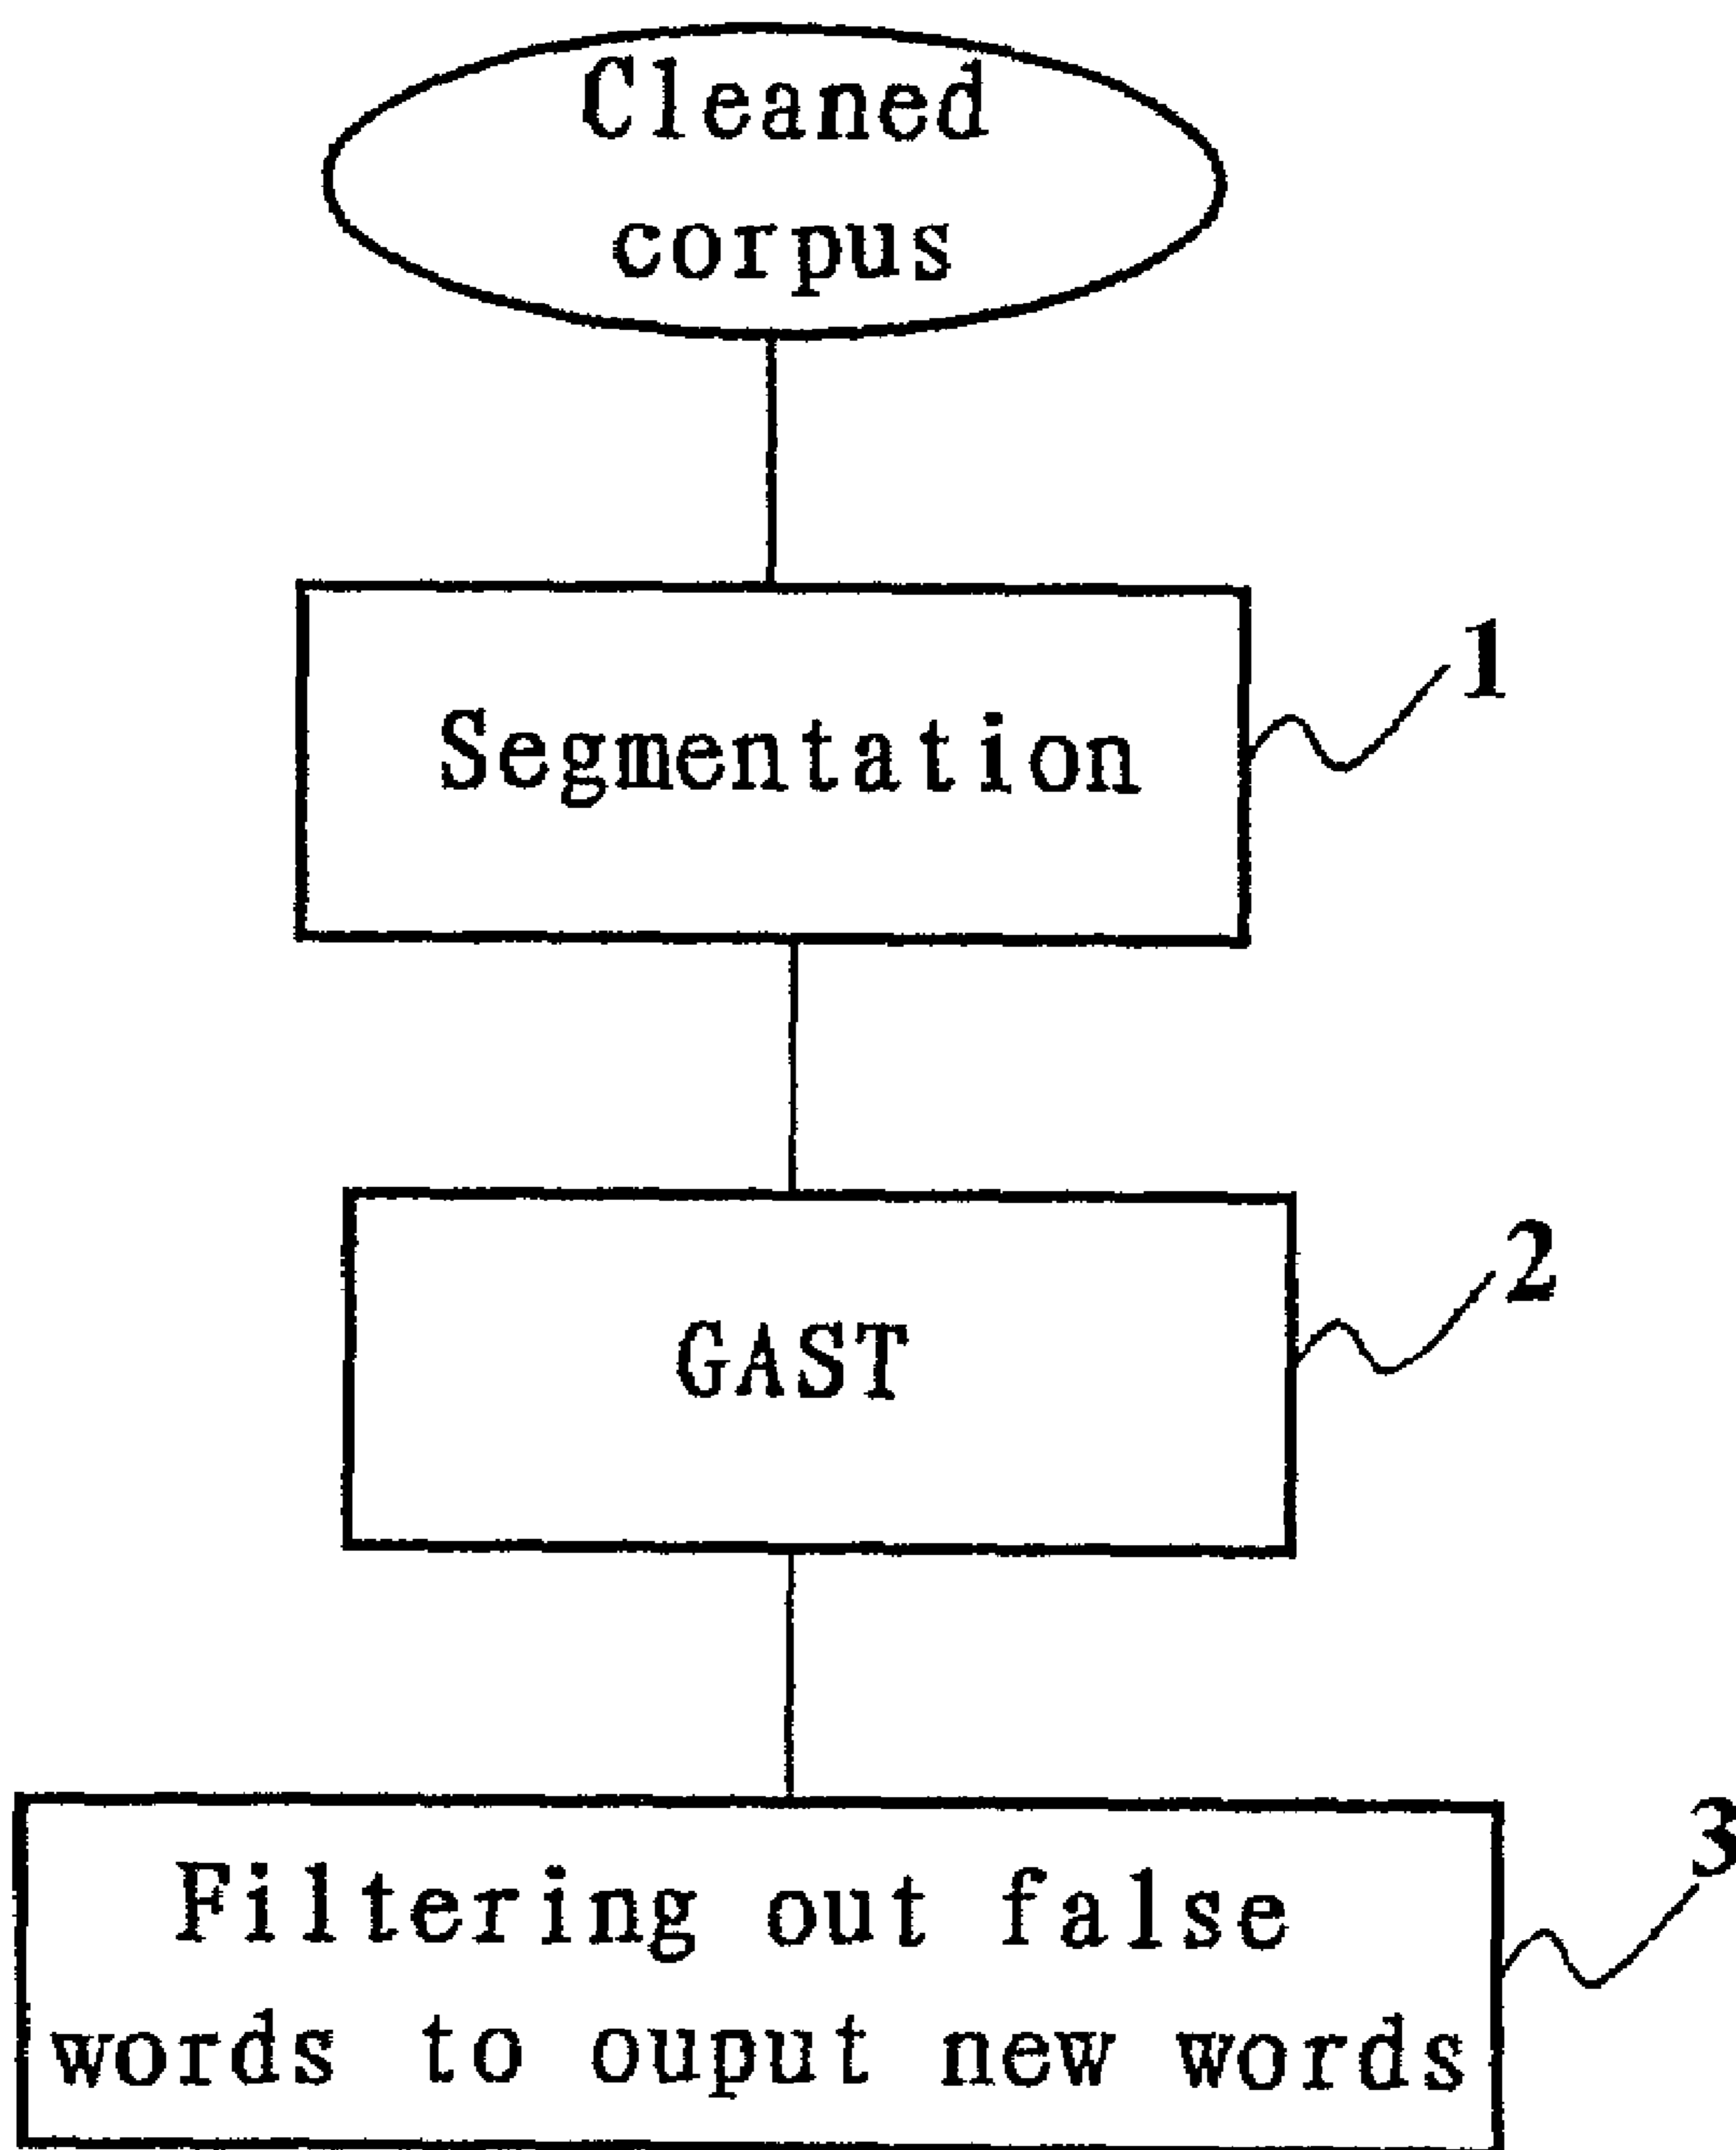 Cleaned
corpus
1
Segmentation
2
GAST
3
Filtering out false
words to ouput new words